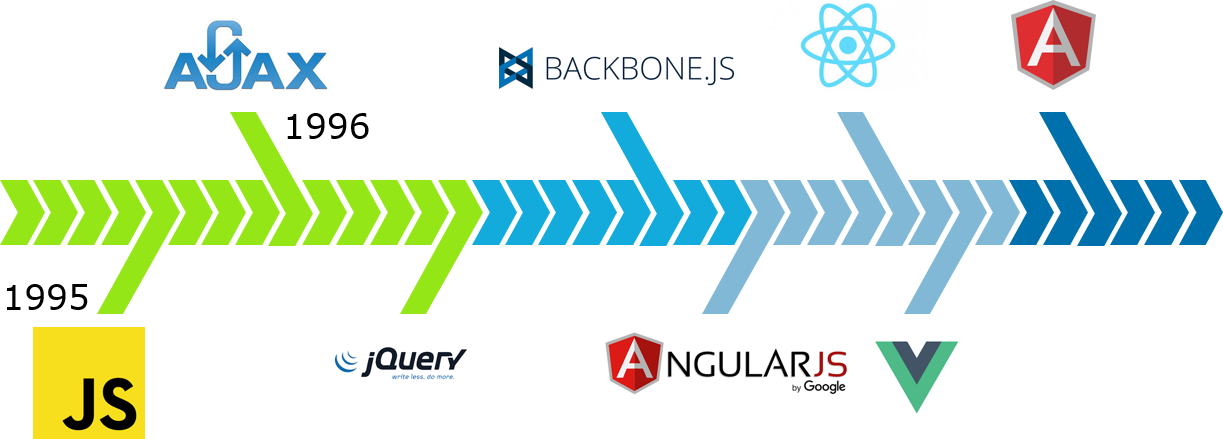 AJAX
BACKBONE.JS
1996
1995
JS
jQuery
write less, do more.
ANGULARJS
by Google
A